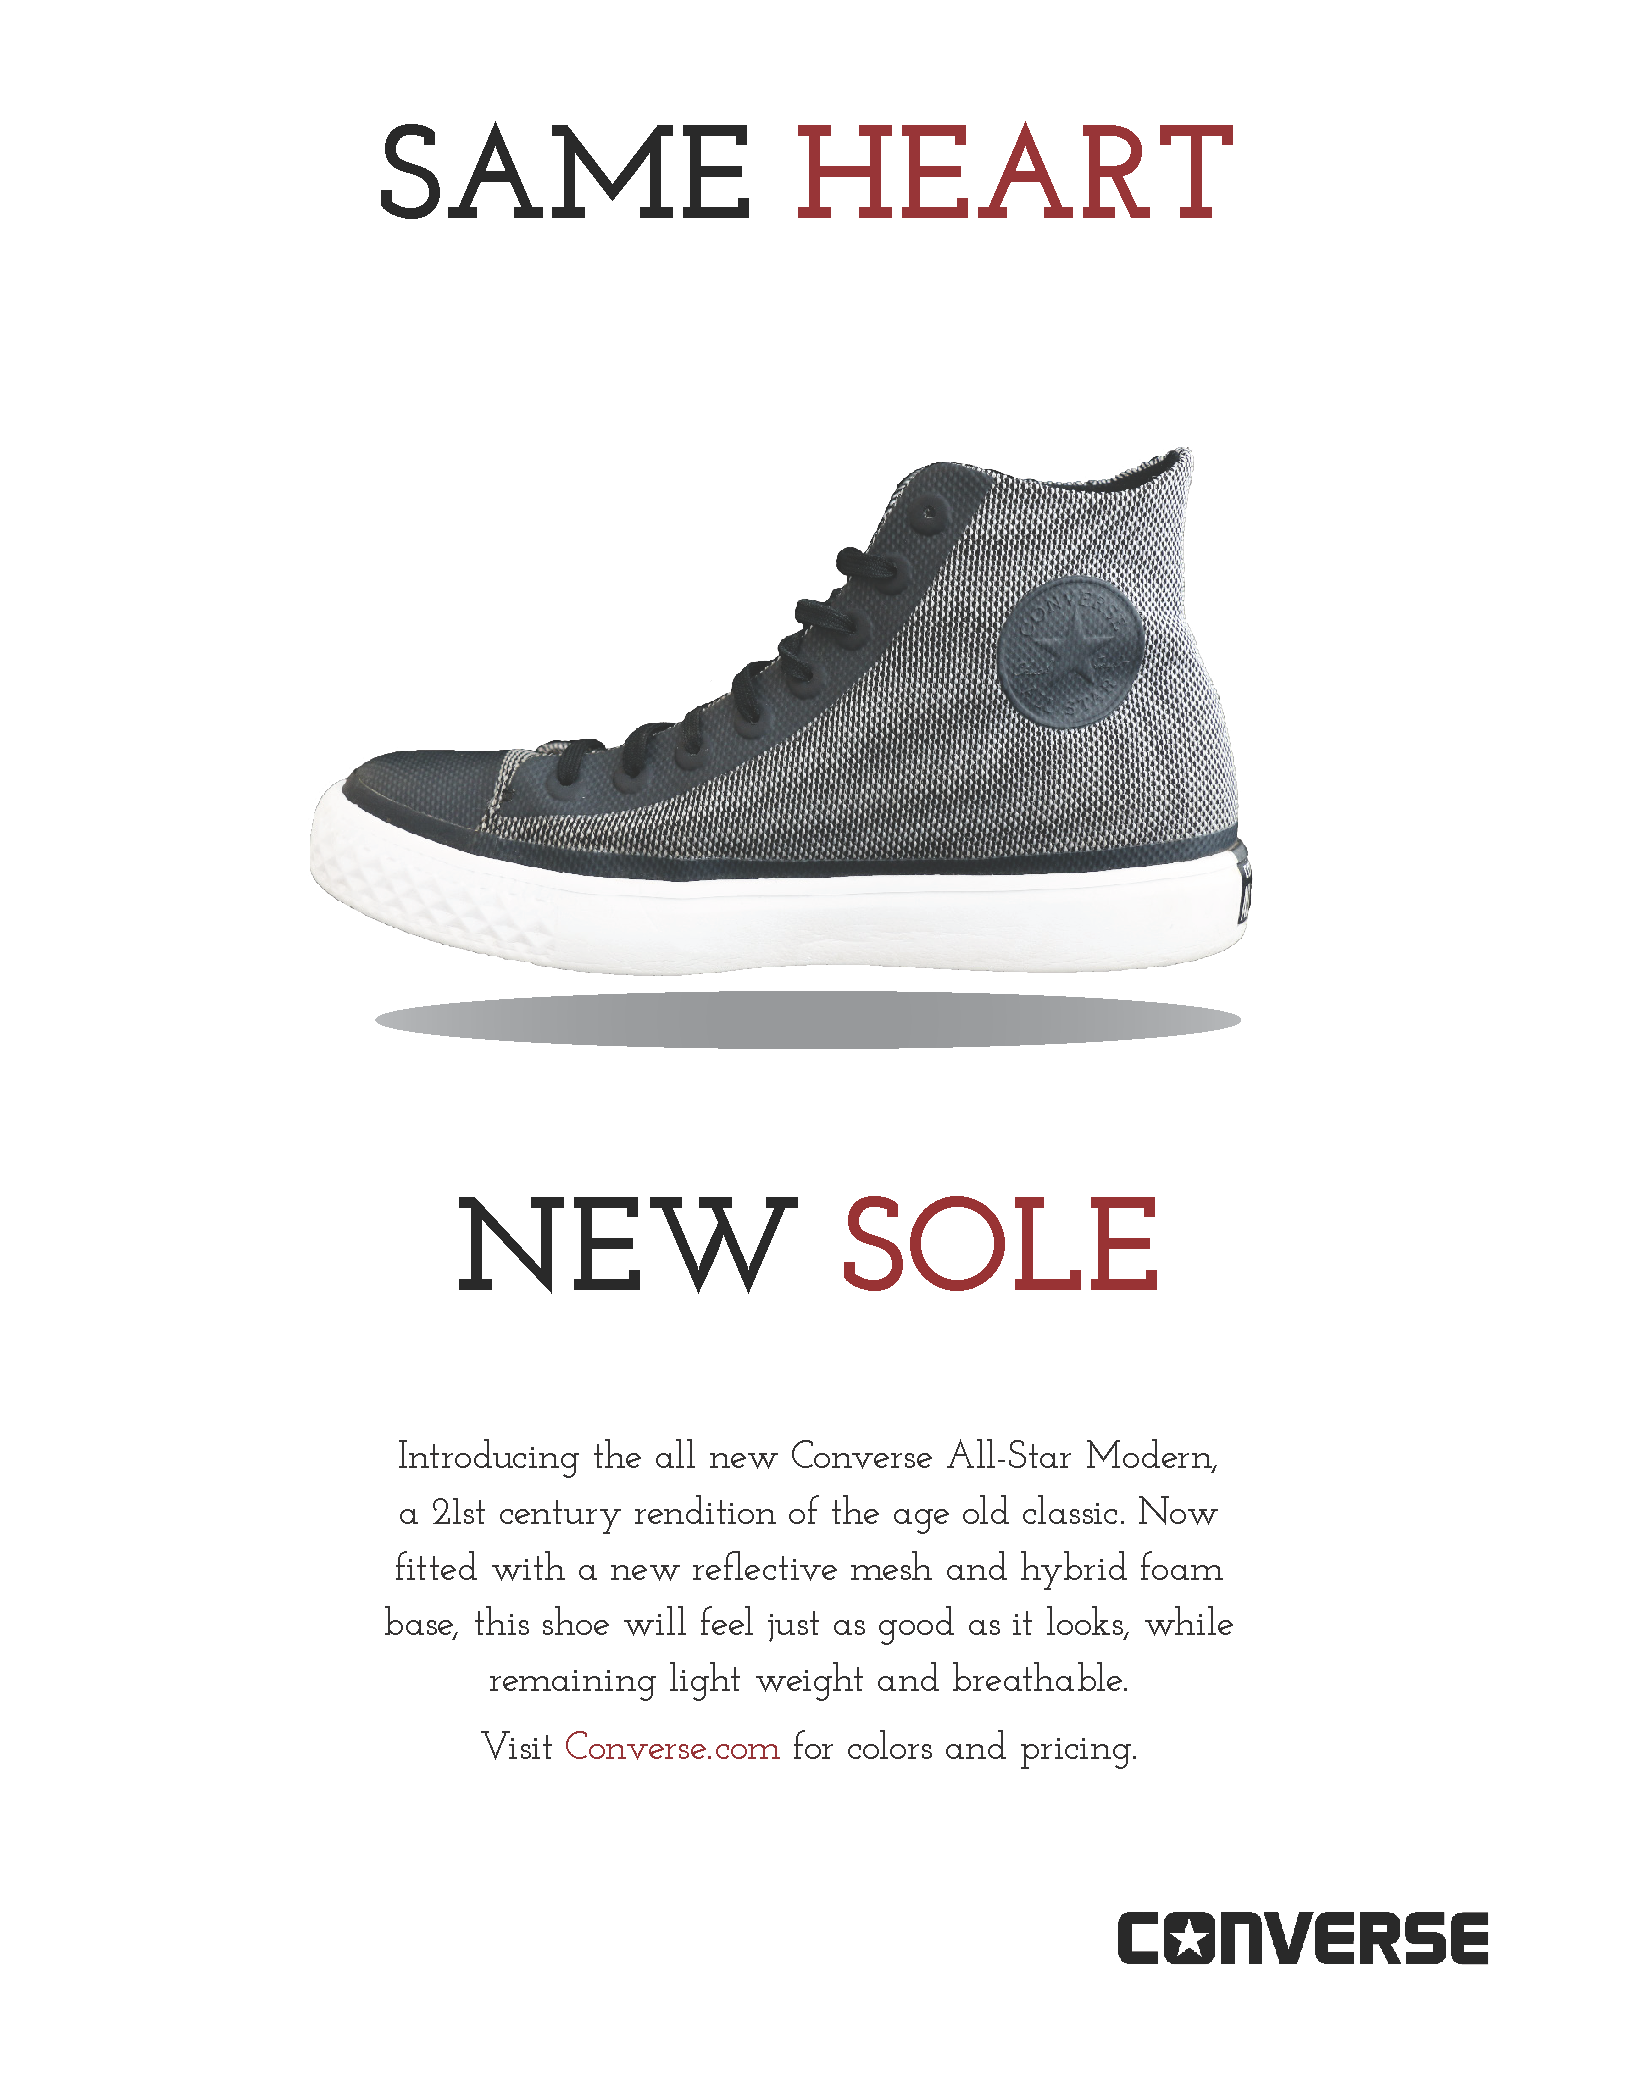 SAME HEART
CONVERSE
STAR
NEW SOLE
Introducing the all new Converse All-Star Modern,
a 21st century rendition of the age old classic. Now
fitted with a new reflective mesh and hybrid foam
base, this shoe will feel just as good as it looks, while
remaining light weight and breathable.
Visit Converse.com for colors and pricing.
CONVERSE